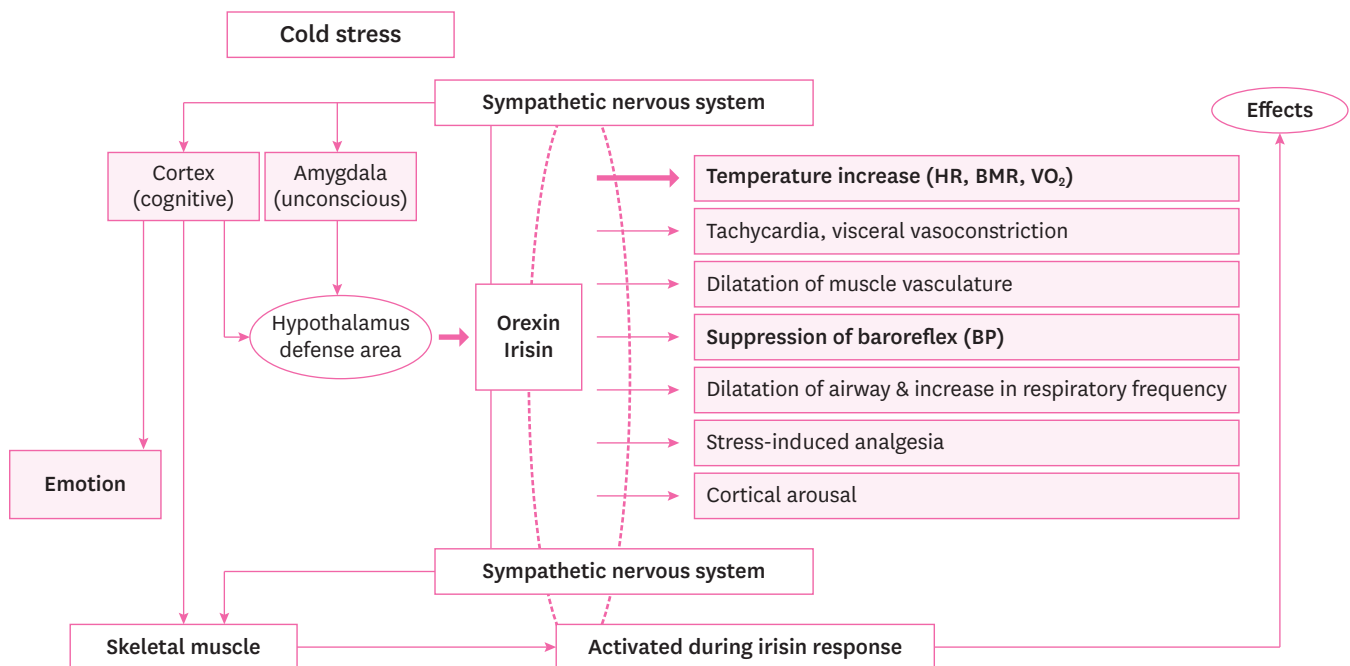 Cold stress
Sympathetic nervous system
Effects
Cortex
(cognitive)
Amygdala
(unconscious)
Temperature increase (HR, BMR, VO₂)
Tachycardia, visceral vasoconstriction
Dilatation of muscle vasculature
Hypothalamus
defense area
Orexin
Irisin
Suppression of baroreflex (BP)
Dilatation of airway & increase in respiratory frequency
Stress-induced analgesia
Emotion
Cortical arousal
Sympathetic nervous system
Skeletal muscle
Activated during irisin response